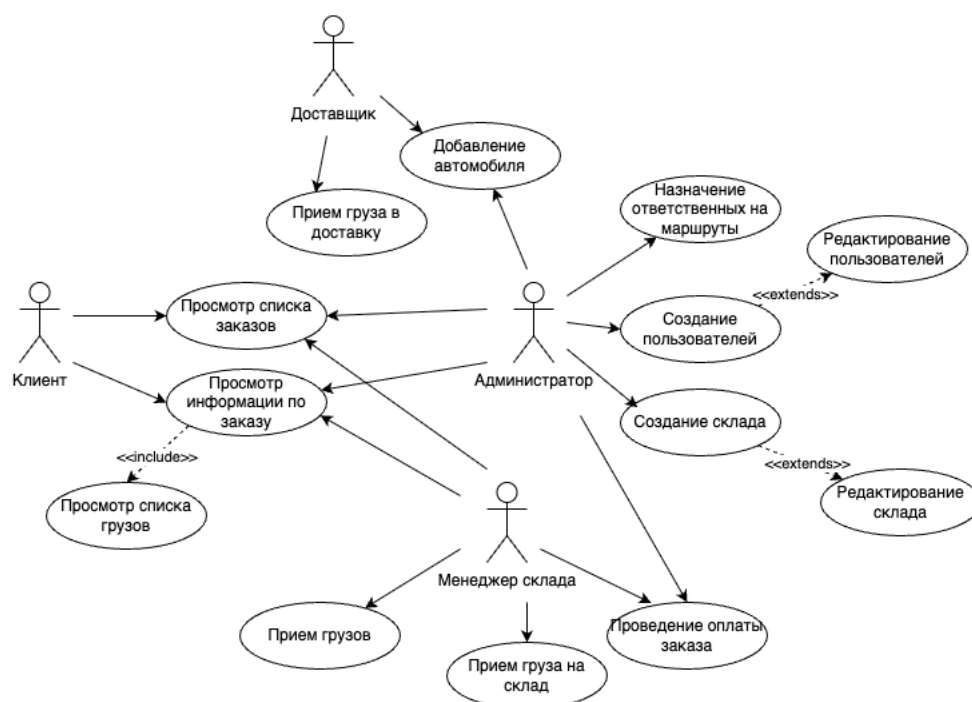 Доставщик
Добавление
автомобиля
Прием груза в
доставку
Назначение
ответственных на
маршруты
Редактирование
пользователей
<<extends>>
Просмотр списка
заказов
Создание
пользователей
Клиент
Администратор
Просмотр
информации по
заказу
Создание склада
<<include>>
<<extends>>
Просмотр списка
грузов
Редактирование
склада
Менеджер склада
Прием грузов
Проведение оплаты
заказа
Прием груза на
склад